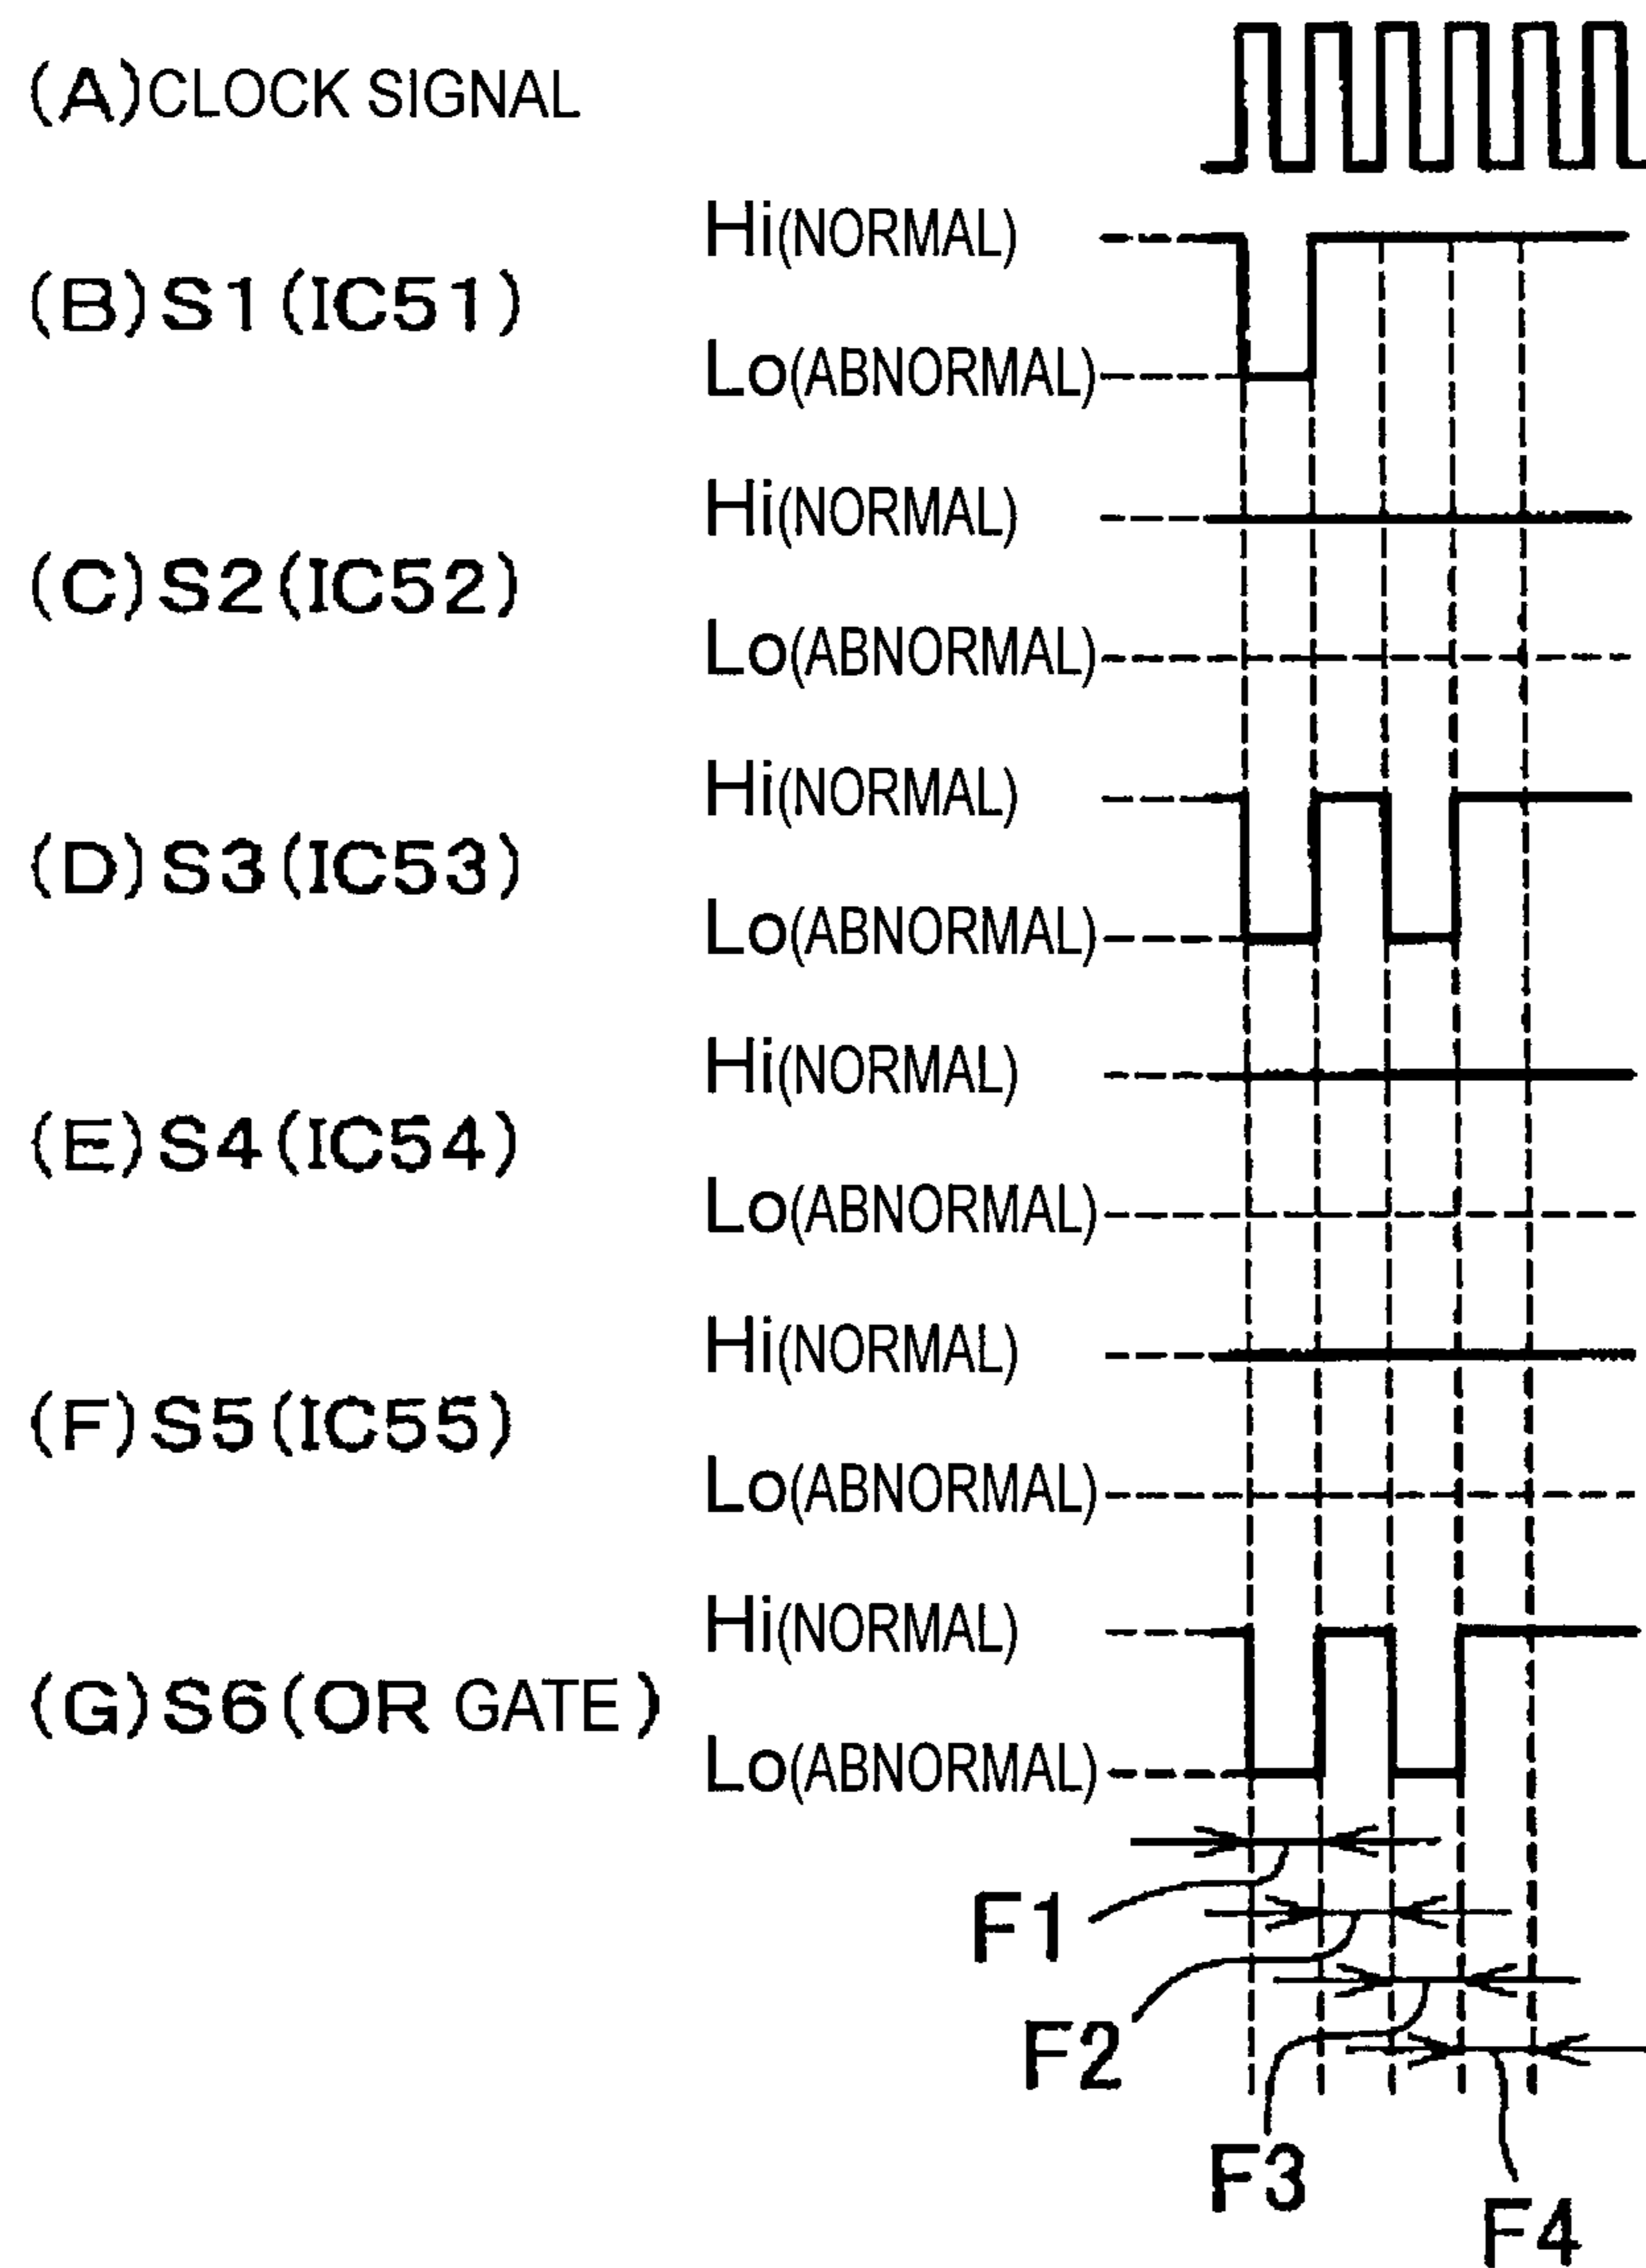 (A)CLOCK SIGNAL
Hi(NORMAL)
(B)S1(IC51)
Lo(ABNORMAL)
Hi(NORMAL)
(C)S2(IC52)
Lo(ABNORMAL)
Hi(NORMAL)
(D)S3(IC53)
Lo(ABNORMAL)
Hi(NORMAL)
(E)S4(IC54)
Lo(ABNORMAL)
Hi(NORMAL)
(F)S5(IC55)
Lo(ABNORMAL)
Hi(NORMAL)
(G)S6(OR GATE)
Lo(ABNORMAL)
F1
F2
F3
F4